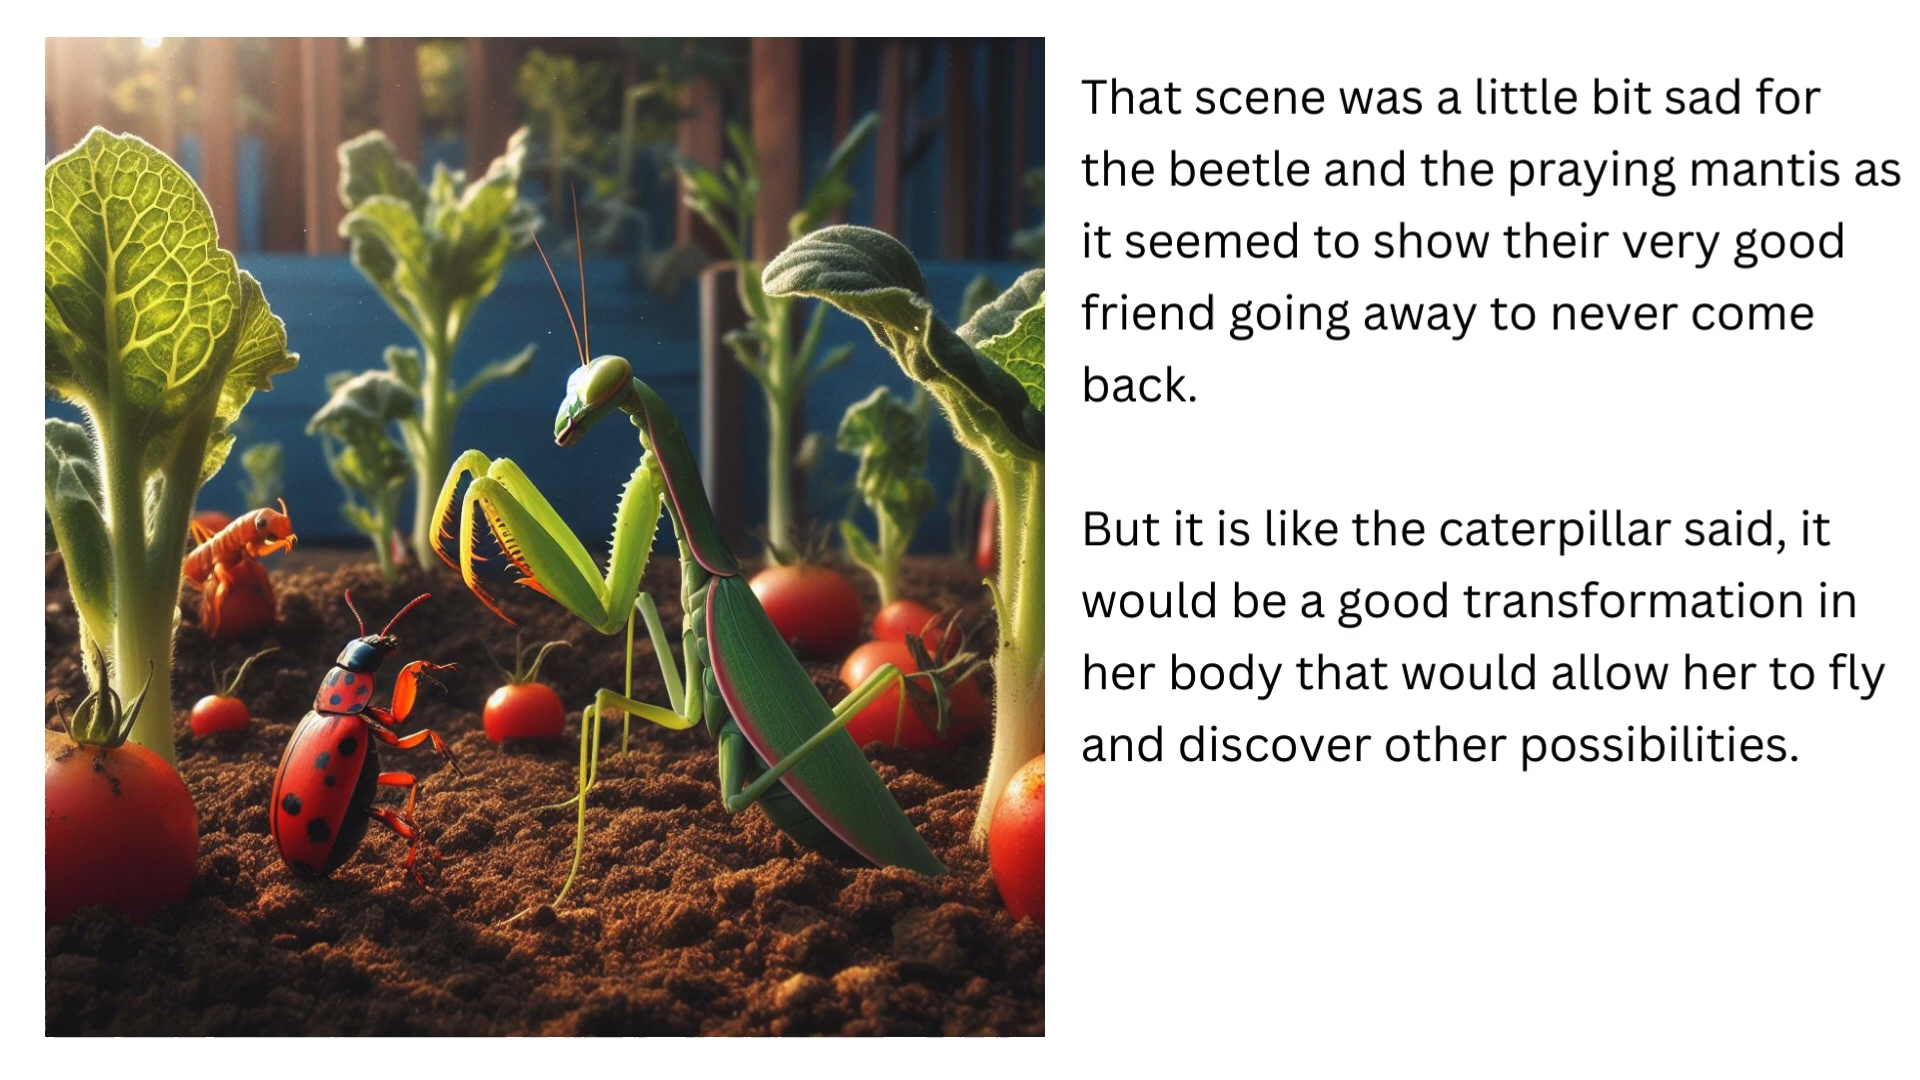 That scene was a little bit sad for
the beetle and the praying mantis as
it seemed to show their very good
friend going away to never come
back.
But it is like the caterpillar said, it
would be a good transformation in
her body that would allow her to fly
and discover other possibilities.